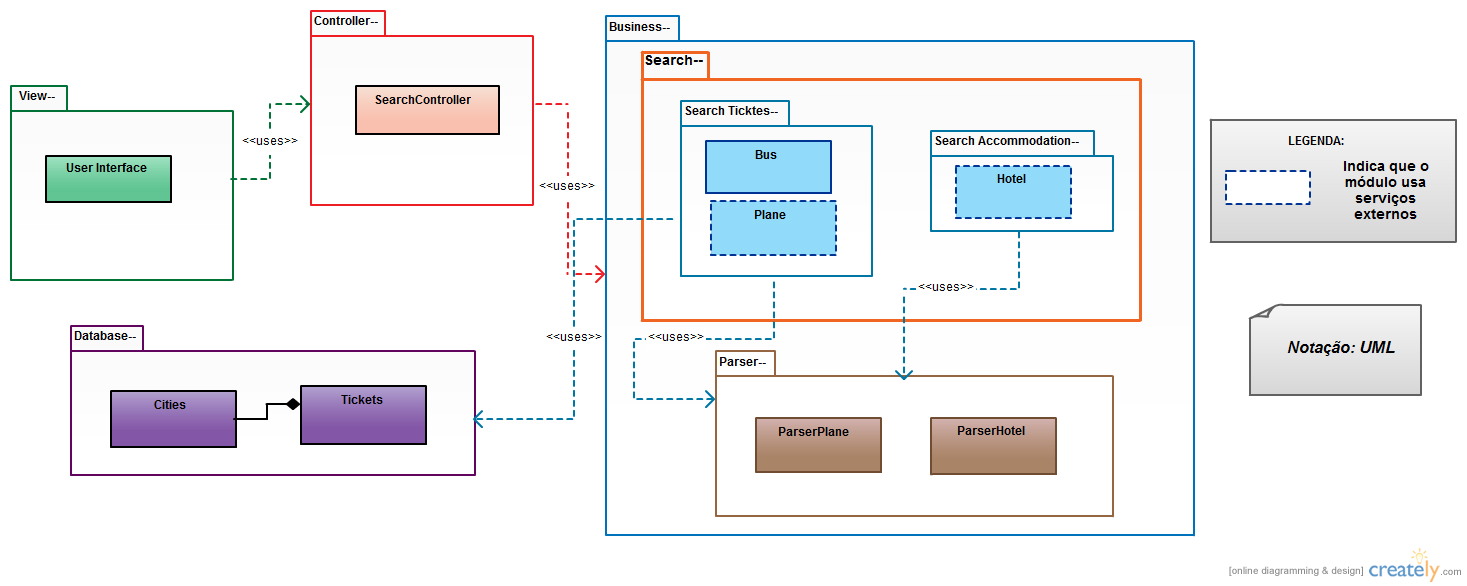 Controller--
Business--
Search--
View--
SearchController
Search Ticktes--
<<uses>>
Bus
Search Accommodation--
LEGENDA:
User Interface
Hotel
Indica que o
módulo usa
serviços
externos
<<uses>>
Plane
<<uses>>
Database--
<<uses>>
<<uses>>
Notação: UML
Parser--
Cities
Tickets
ParserPlane
ParserHotel
[online diagramming & design] creately.com